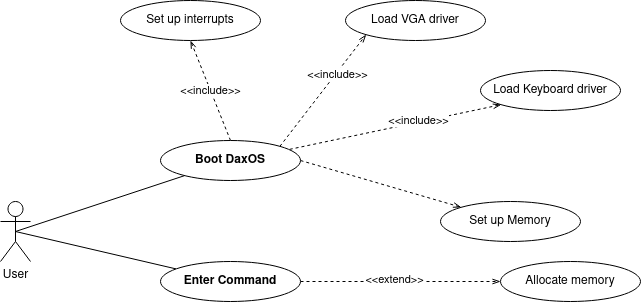 Set up interrupts
Load VGA driver
<<include>>
<<include>>
Load Keyboard driver
<<include>>
Boot DaxOS
Set up Memory
User
Enter Command
<<extend>>
Allocate memory